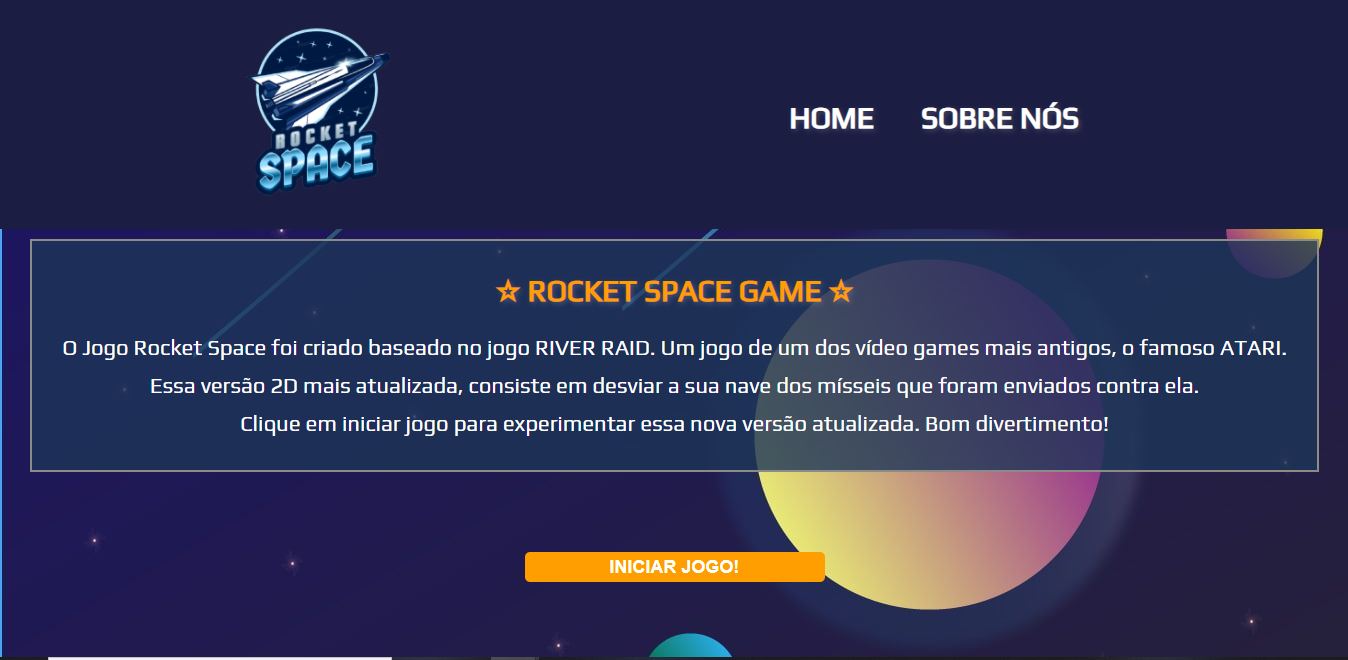 ROCKET
SPACE
HOME SOBRE NÓS
☆ ROCKET SPACE GAME ☆
O Jogo Rocket Space foi criado baseado no jogo RIVER RAID. Um jogo de um dos vídeo games mais antigos, o famoso ATARI.
Essa versão 2D mais atualizada, consiste em desviar a sua nave dos mísseis que foram enviados contra ela.
Clique em iniciar jogo para experimentar essa nova versão atualizada. Bom divertimento!
INICIAR JOGO!